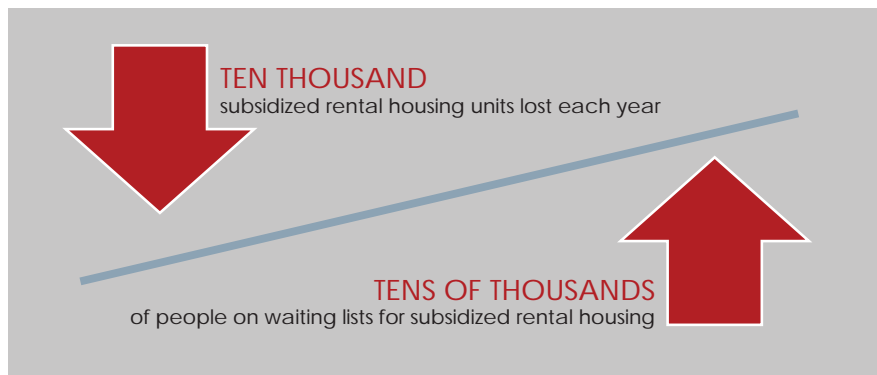 TEN THOUSAND
subsidized rental housing units lost each year
TENS OF THOUSANDS
of people on waiting lists for subsidized rental housing